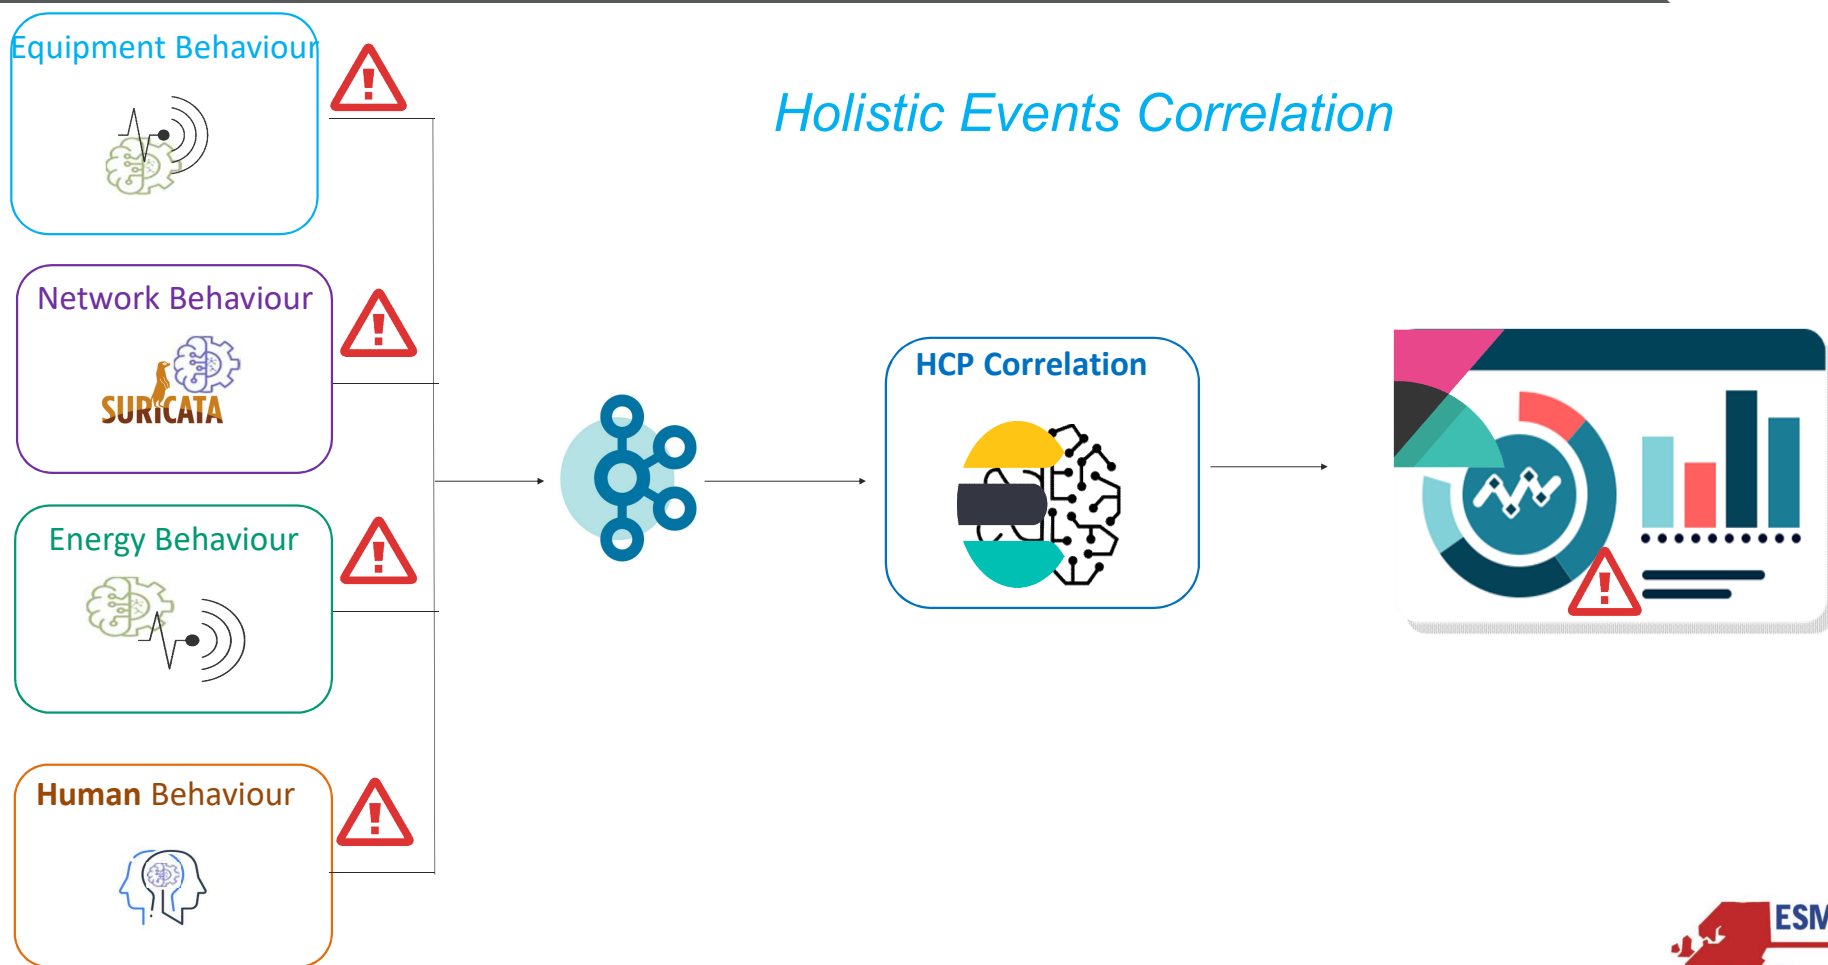 Equipment Behaviour
Holistic Events Correlation
Network Behaviour
SURICATA
HCP Correlation
Energy Behaviour
Human Behaviour